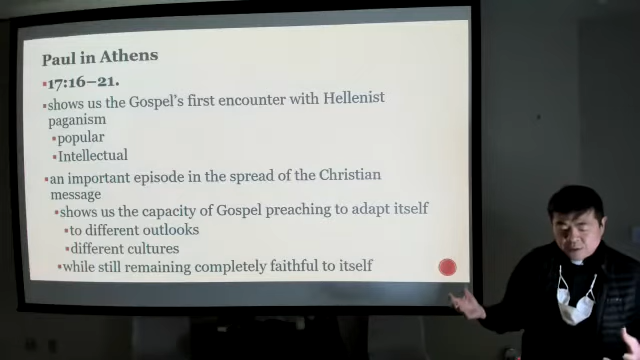 Paul in Athens
▪17:16–21.
▪shows us the Gospel's first encounter with Hellenist
paganism
▪popular
▪Intellectual
▪an important episode in the spread of the Christian
message
▪shows us the capacity of Gospel preaching to adapt itself
▪to different outlooks
▪different cultures
▪while still remaining completely faithful to itself